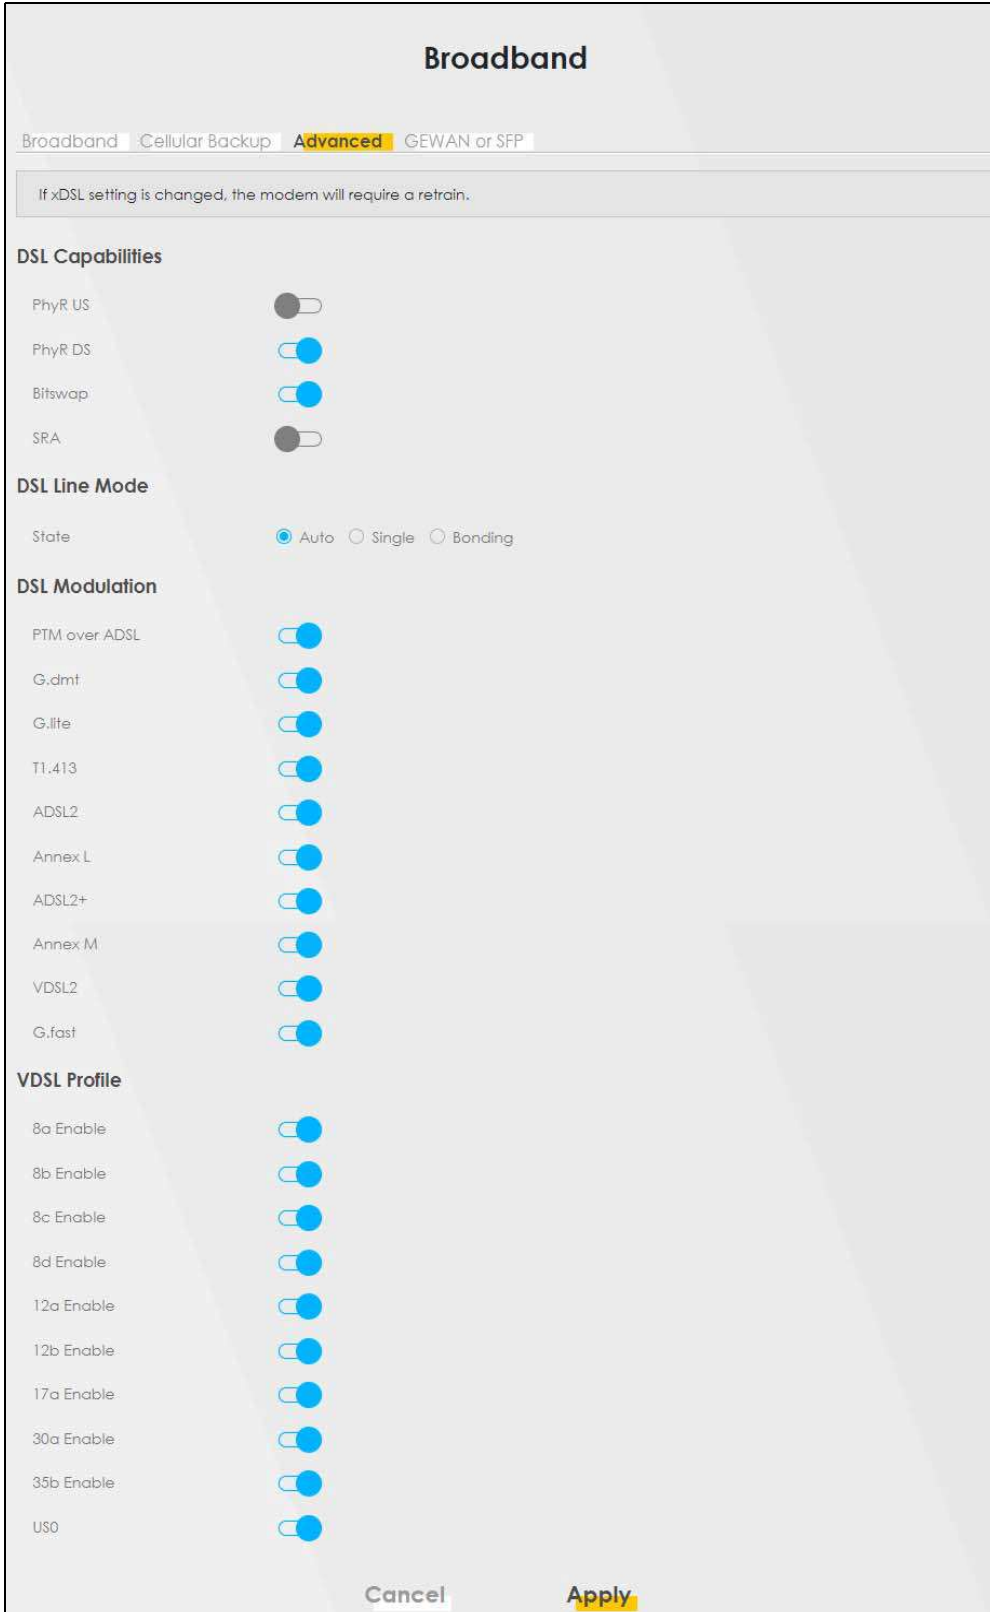 Broadband
Broadband Cellular Backup Advanced GEWAN or SFP
If xDSL setting is changed, the modem will require a retrain.
DSL Capabilities
PhyR US
PhyR DS
Bitswap
SRA
DSL Line Mode
State Auto Single Bonding
DSL Modulation
PTM over ADSL
G.dmt
G.lite
T1.413
ADSL2
Annex L
ADSL2+
Annex M
VDSL2
G.fast
VDSL Profile
8a Enable
8b Enable
8c Enable
8d Enable
12a Enable
12b Enable
17a Enable
30a Enable
35b Enable
US0
Cancel Apply